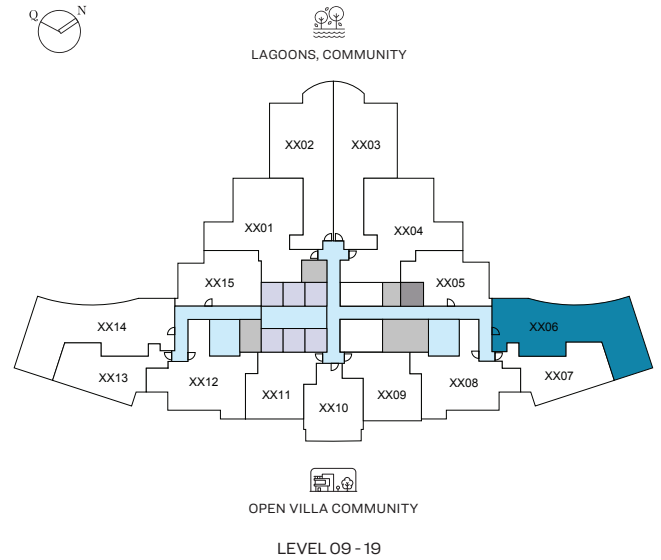 Q N
LAGOONS, COMMUNITY
XX02 XX03
XX01 XX04
XX15 XX05
XX14 XX06
XX13 XX12 XX11 XX10 XX09 XX08 XX07
OPEN VILLA COMMUNITY
LEVEL 09 - 19